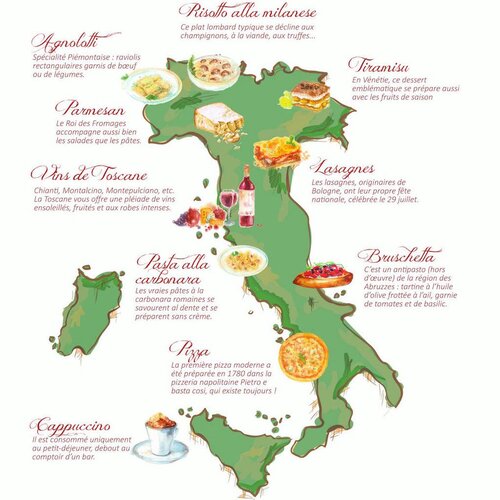 Risotto alla milanese
Ce plat lombard typique se décline aux
champignons, à la viande, aux truffes...
Agnolotti
Spécialité Piémontaise : raviolis
rectangulaires garnis de bœuf
ou de légumes.
Tiramisu
En Vénétie, ce dessert
emblématique se prépare aussi
avec les fruits de saison
Parmesan
Le Roi des Fromages
accompagne aussi bien
les salades que les pâtes.
Vins de Toscane
Chianti, Montalcino, Montepulciano, etc.
La Toscane vous offre une pléiade de vins
ensoleillés, fruités et aux robes intenses.
Lasagnes
Les lasagnes, originaires de
Bologne, ont leur propre fête
nationale, célébrée le 29 juillet.
Pasta alla
carbonara
Les vraies pâtes à la
carbonara romaines se
savourent al dente et se
préparent sans crème.
Bruschetta
C'est un antipasto (hors
d'œuvre) de la région des
Abruzzes : tartine à l'huile
d'olive frottée à l'ail, garnie
de tomates et de basilic.
Pizza
La première pizza moderne a
été préparée en 1780 dans la
pizzeria napolitaine Pietro e
basta così, qui existe toujours !
Cappuccino
Il est consommé uniquement
au petit-déjeuner, debout au
comptoir d'un bar.